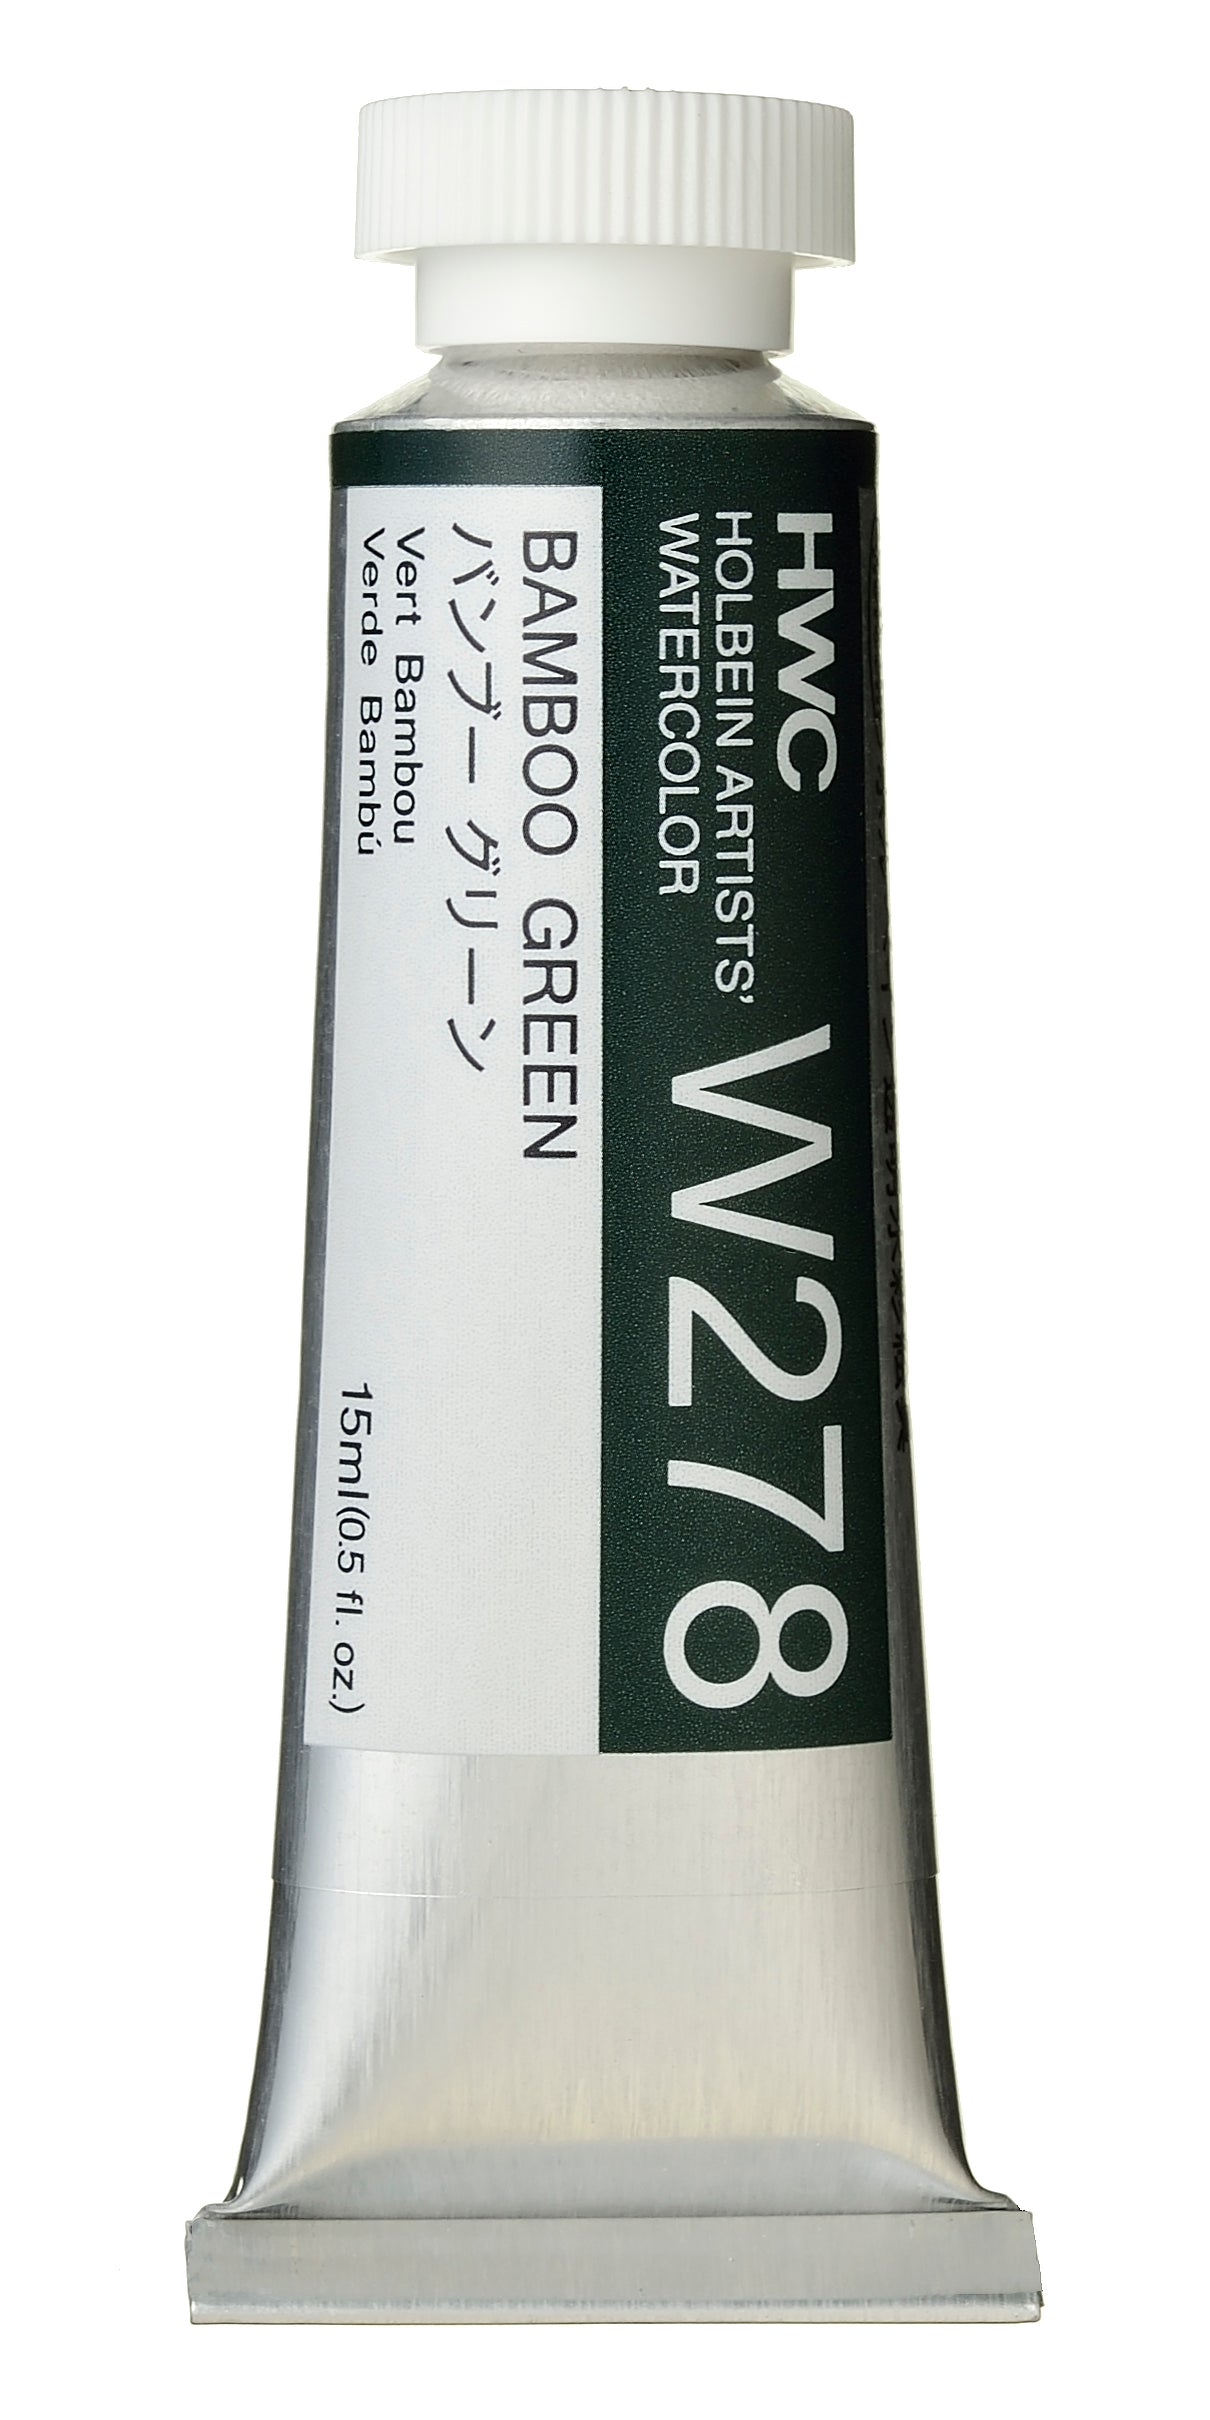 HWC
HOLBEIN ARTISTS'
WATERCOLOR
W278
BAMBOO GREEN
バンブー グリーン
Vert Bambou
Verde Bambú
15ml(0.5 fl. oz.)